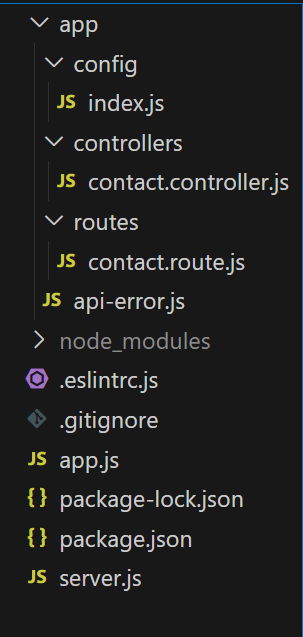 app
config
JS index.js
controllers
JS contact.controller.js
routes
JS contact.route.js
JS api-error.js
node_modules
.eslintrc.js
.gitignore
JS app.js
{ } package-lock.json
{ } package.json
JS server.js